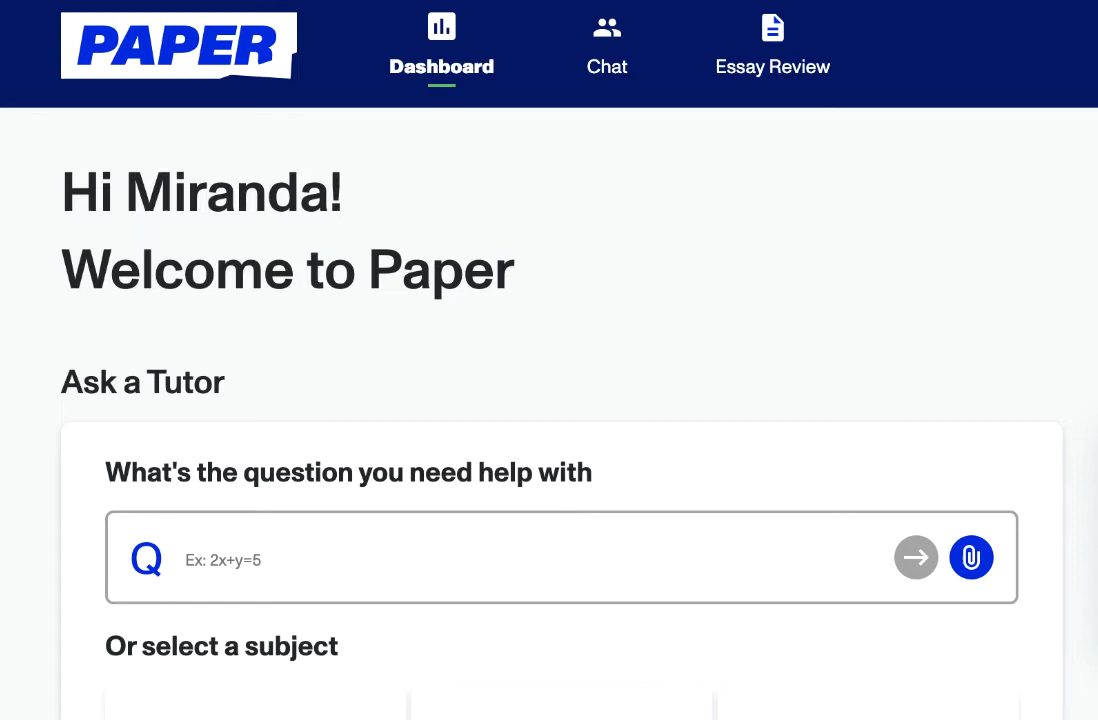 PAPER
Dashboard
Chat
Essay Review
Hi Miranda!
Welcome to Paper
Ask a Tutor
What's the question you need help with
Q
Ex: 2x+y=5
Or select a subject